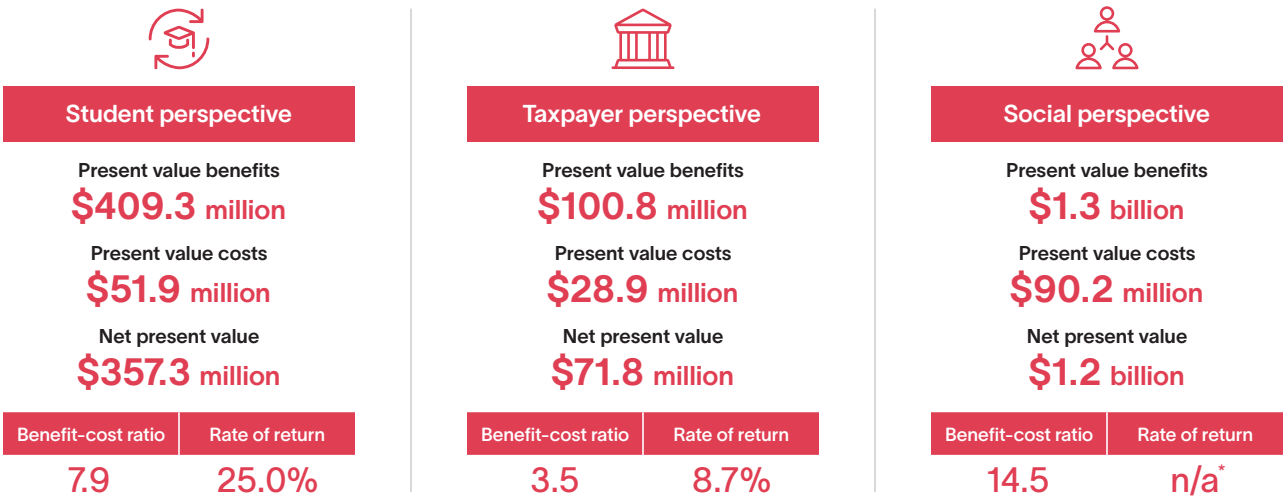 Student perspective
Present value benefits
$409.3 million
Present value costs
$51.9 million
Net present value
$357.3 million
Benefit-cost ratio
Rate of return
7.9
25.0%
Taxpayer perspective
Present value benefits
$100.8 million
Present value costs
$28.9 million
Net present value
$71.8 million
Benefit-cost ratio
Rate of return
3.5
8.7%
Social perspective
Present value benefits
$1.3 billion
Present value costs
$90.2 million
Net present value
$1.2 billion
Benefit-cost ratio
Rate of return
14.5
n/a*